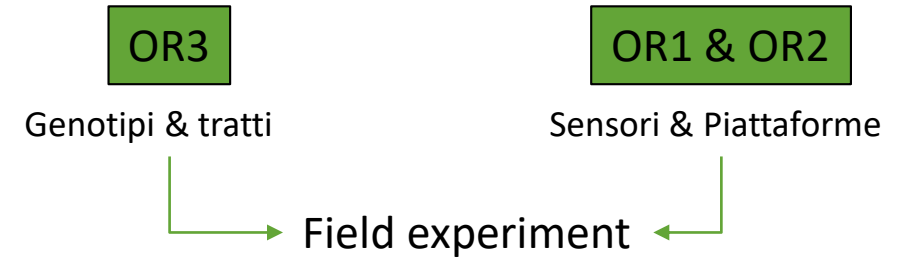 OR3
OR1 & OR2
Genotipi & tratti
Sensori & Piattaforme
Field experiment